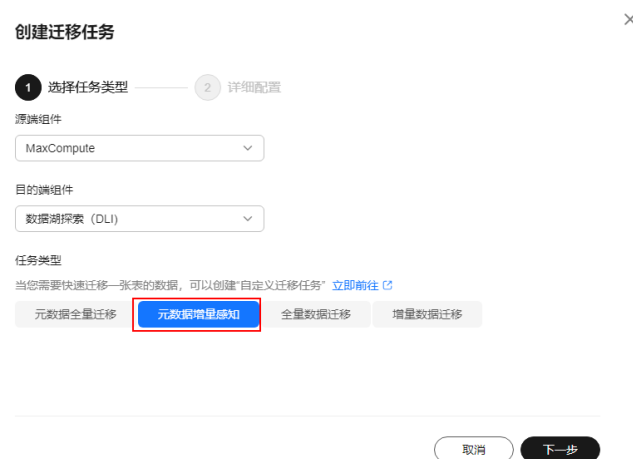 创建迁移任务
1 选择任务类型 2 详细配置
源端组件
MaxCompute
目的端组件
数据湖探索（DLI）
任务类型
当您需要快速迁移一张表的数据，可以创建“自定义迁移任务” 立即前往
元数据全量迁移 元数据增量感知 全量数据迁移 增量数据迁移
取消 下一步